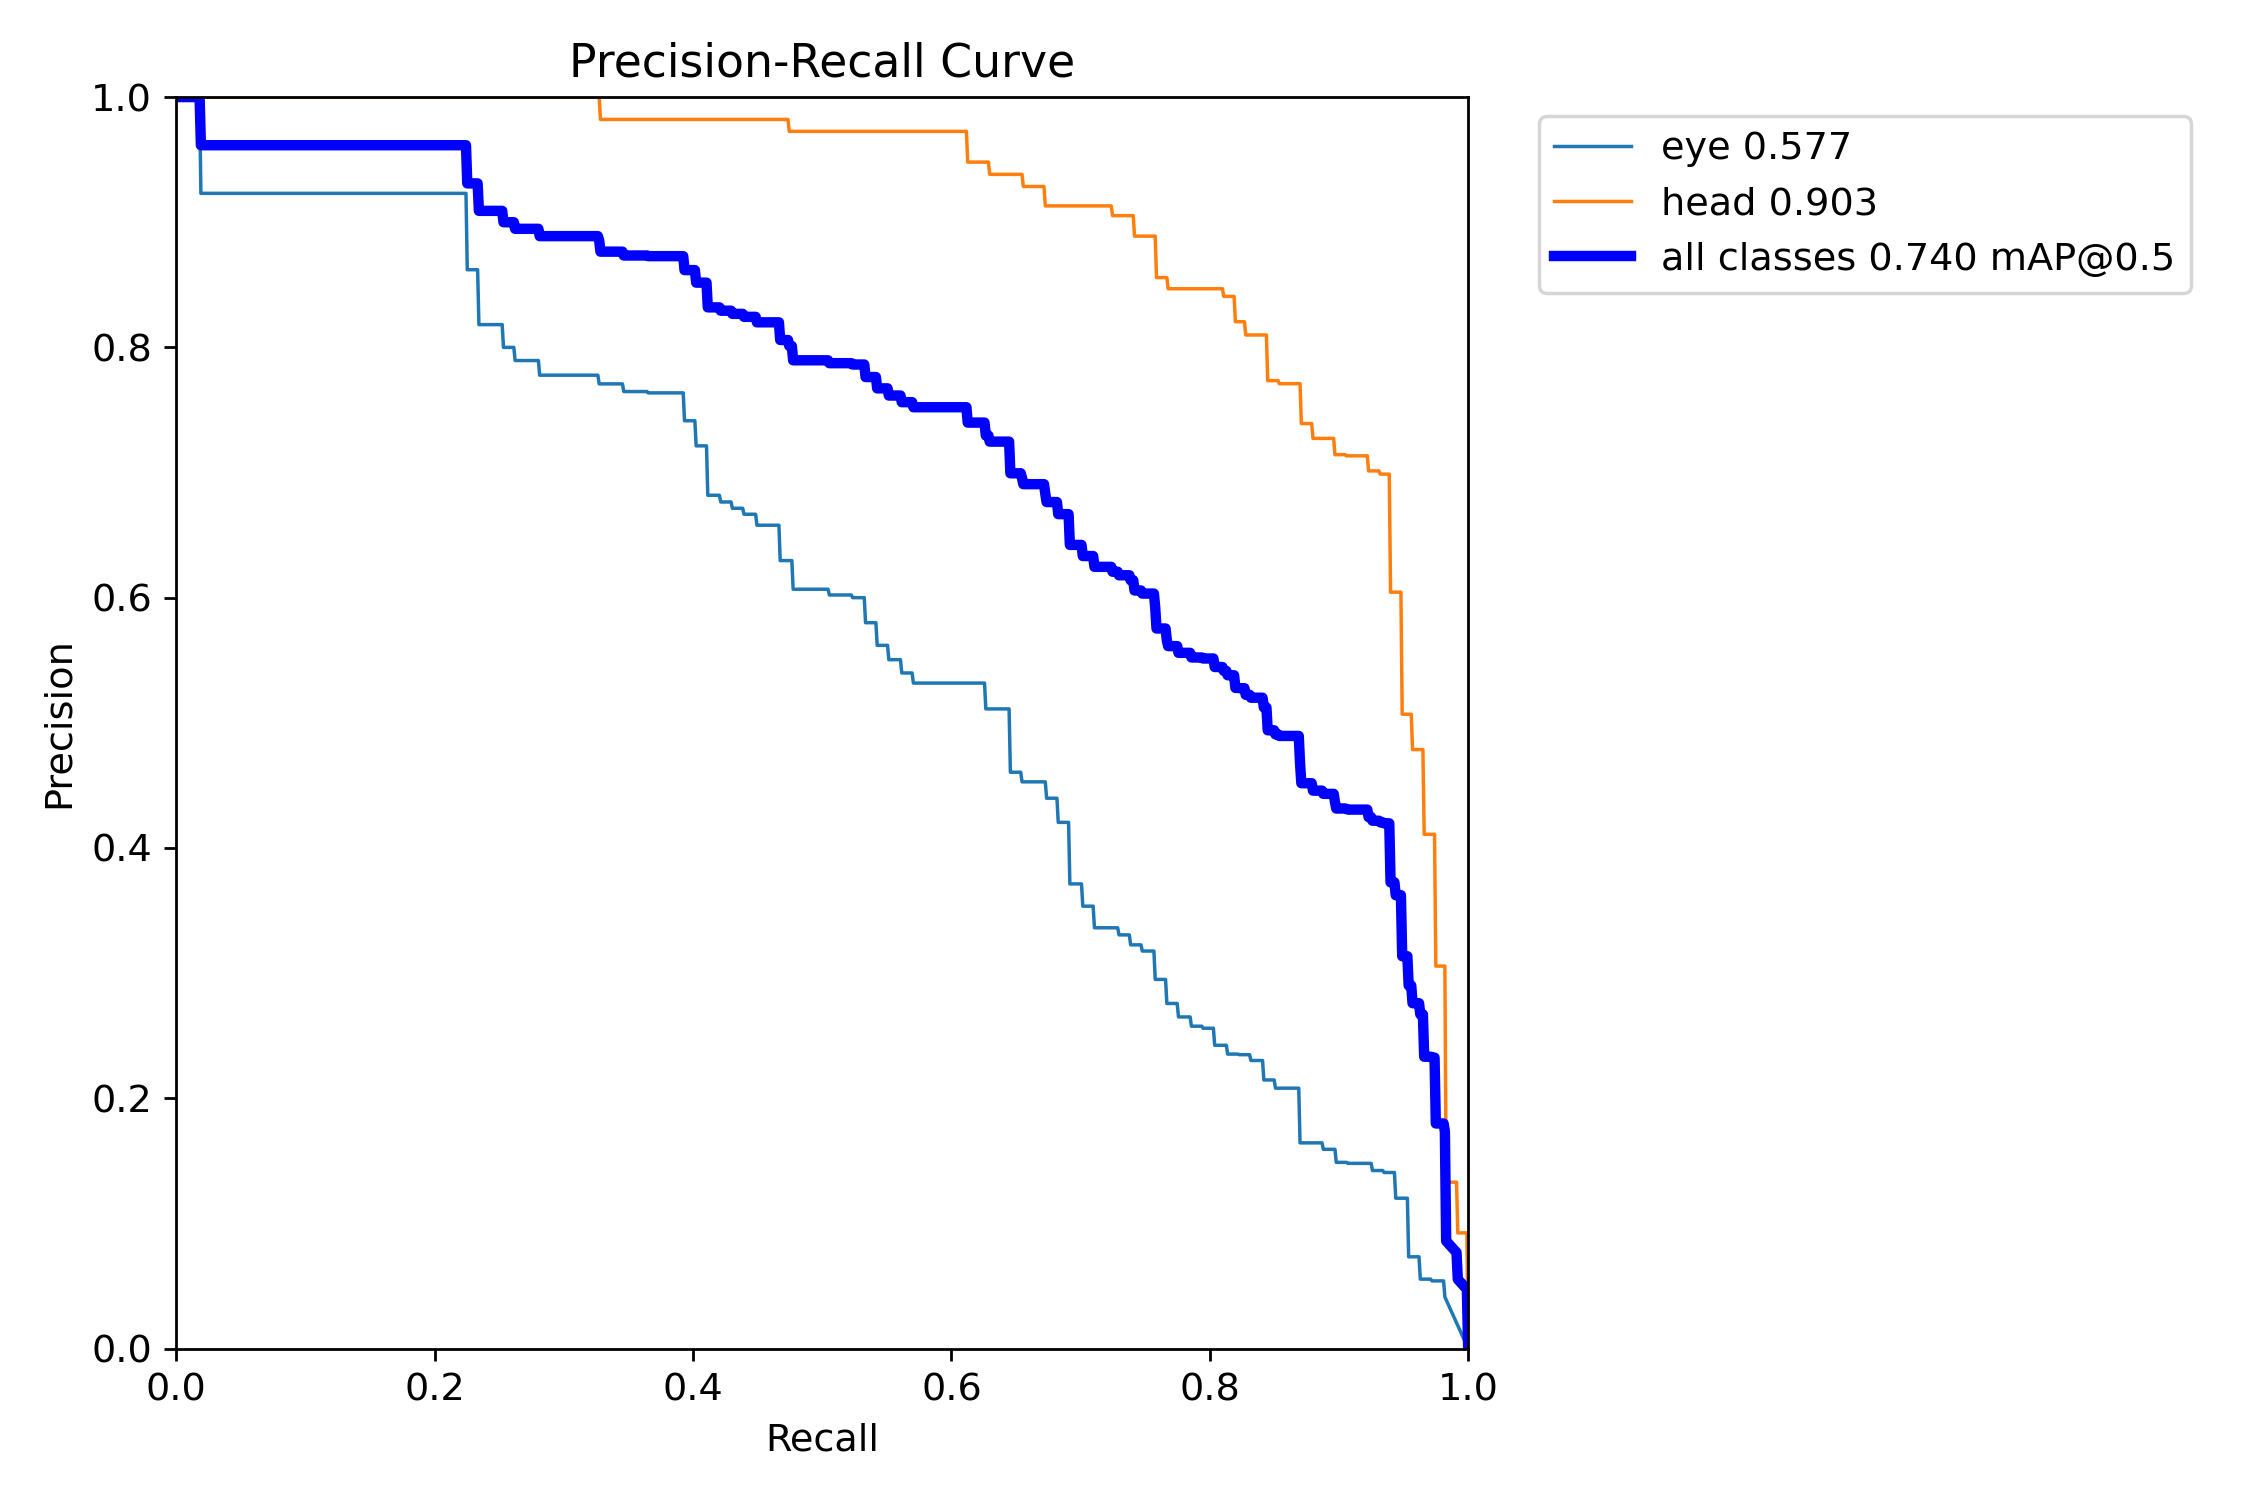 Precision-Recall Curve
eye 0.577
head 0.903
all classes 0.740 mAP@0.5
Precision
1.0
0.8
0.6
0.4
0.2
0.0
0.0 0.2 0.4 0.6 0.8 1.0
Recall